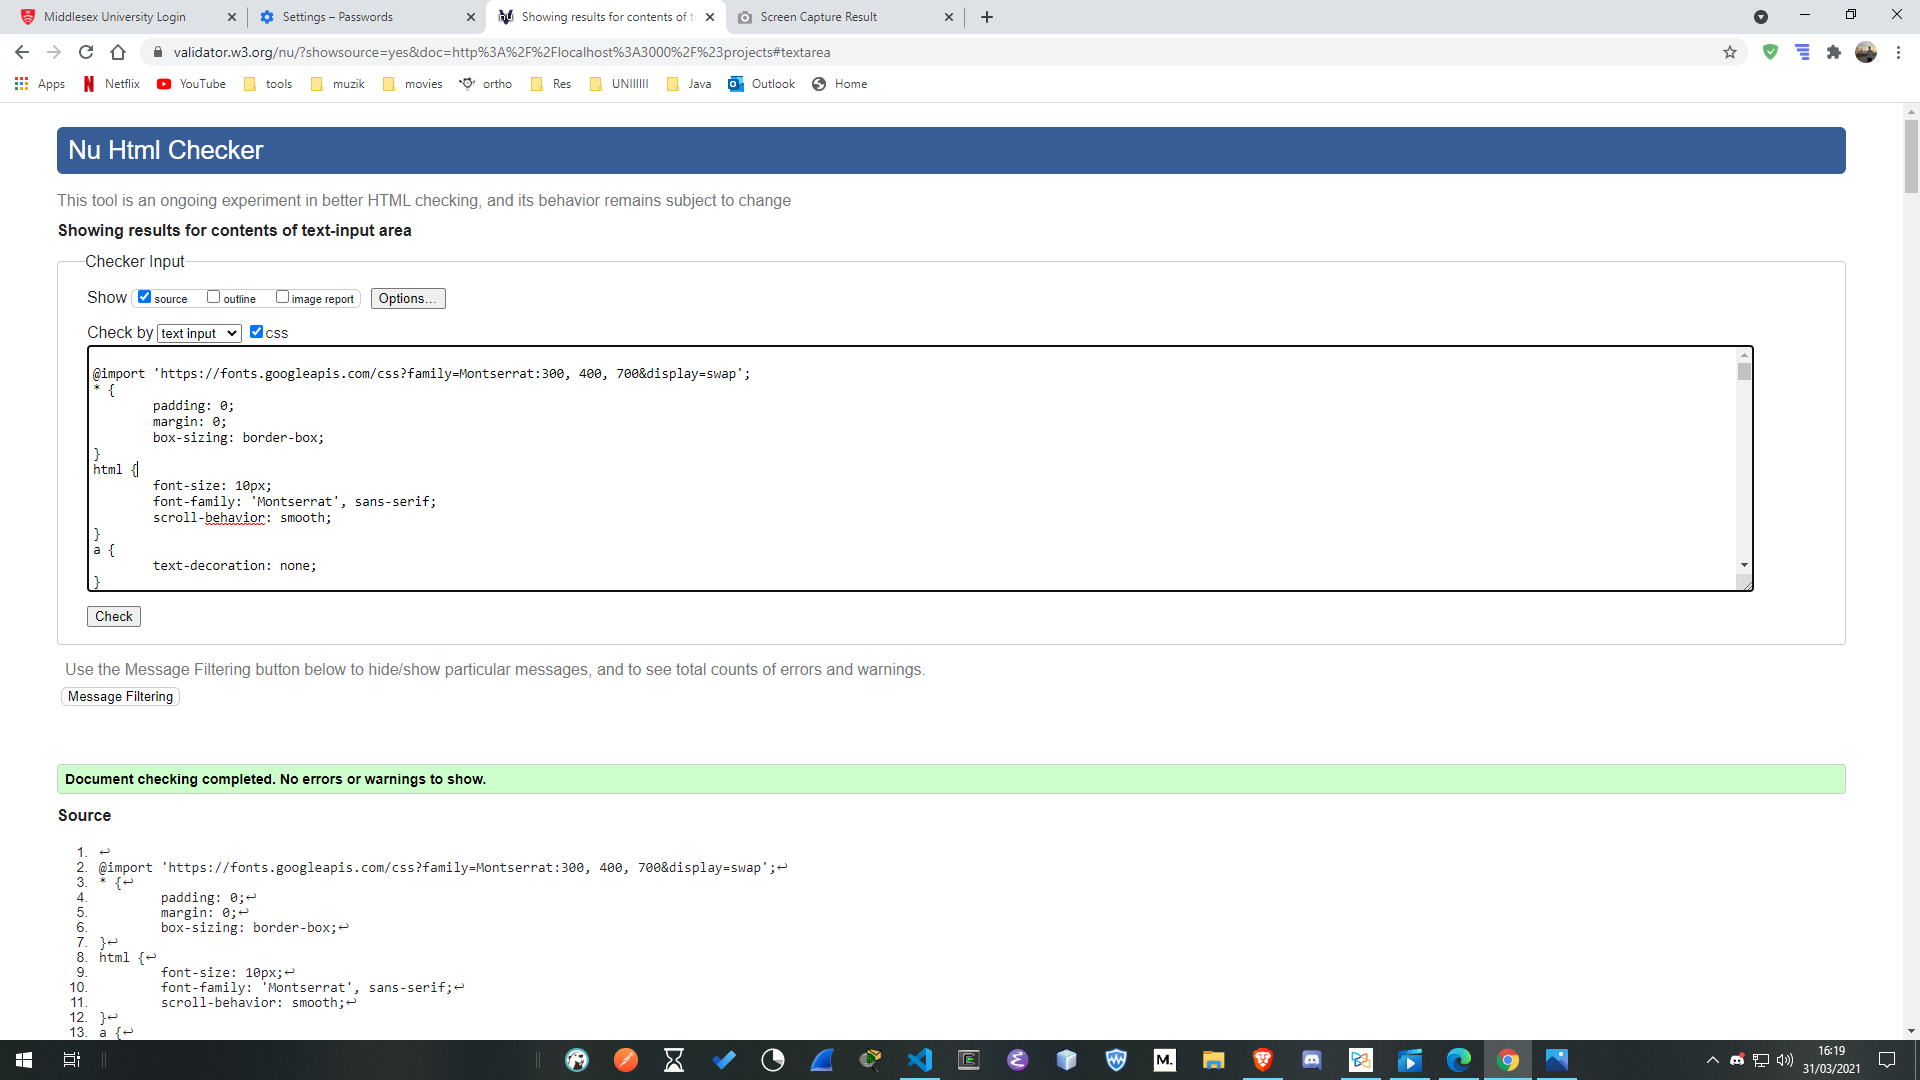 Middlesex University Login
Settings – Passwords
Showing results for contents of t
Screen Capture Result
validator.w3.org/nu/?showsource=yes&doc=http%3A%2F%2Flocalhost%3A3000%2F%23projects#textarea
Apps
Netflix
YouTube
tools
muzik
movies
ortho
Res
UNIIIIII
Java
Outlook
Home
Nu Html Checker
This tool is an ongoing experiment in better HTML checking, and its behavior remains subject to change
Showing results for contents of text-input area
Checker Input
Show source outline image report Options...
Check by text input css
@import 'https://fonts.googleapis.com/css?family=Montserrat:300, 400, 700&display=swap';
* {
padding: 0;
margin: 0;
box-sizing: border-box;
}
html {
font-size: 10px;
font-family: 'Montserrat', sans-serif;
scroll-behavior: smooth;
}
a {
text-decoration: none;
}
Check
Use the Message Filtering button below to hide/show particular messages, and to see total counts of errors and warnings.
Message Filtering
Document checking completed. No errors or warnings to show.
Source
1. ↩
2. @import 'https://fonts.googleapis.com/css?family=Montserrat:300, 400, 700&display=swap';↩
3. * {↩
4. padding: 0;↩
5. margin: 0;↩
6. box-sizing: border-box;↩
7. }↩
8. html {↩
9. font-size: 10px;↩
10. font-family: 'Montserrat', sans-serif;↩
11. scroll-behavior: smooth;↩
12. }↩
13. a {↩
M.
16:19
31/03/2021